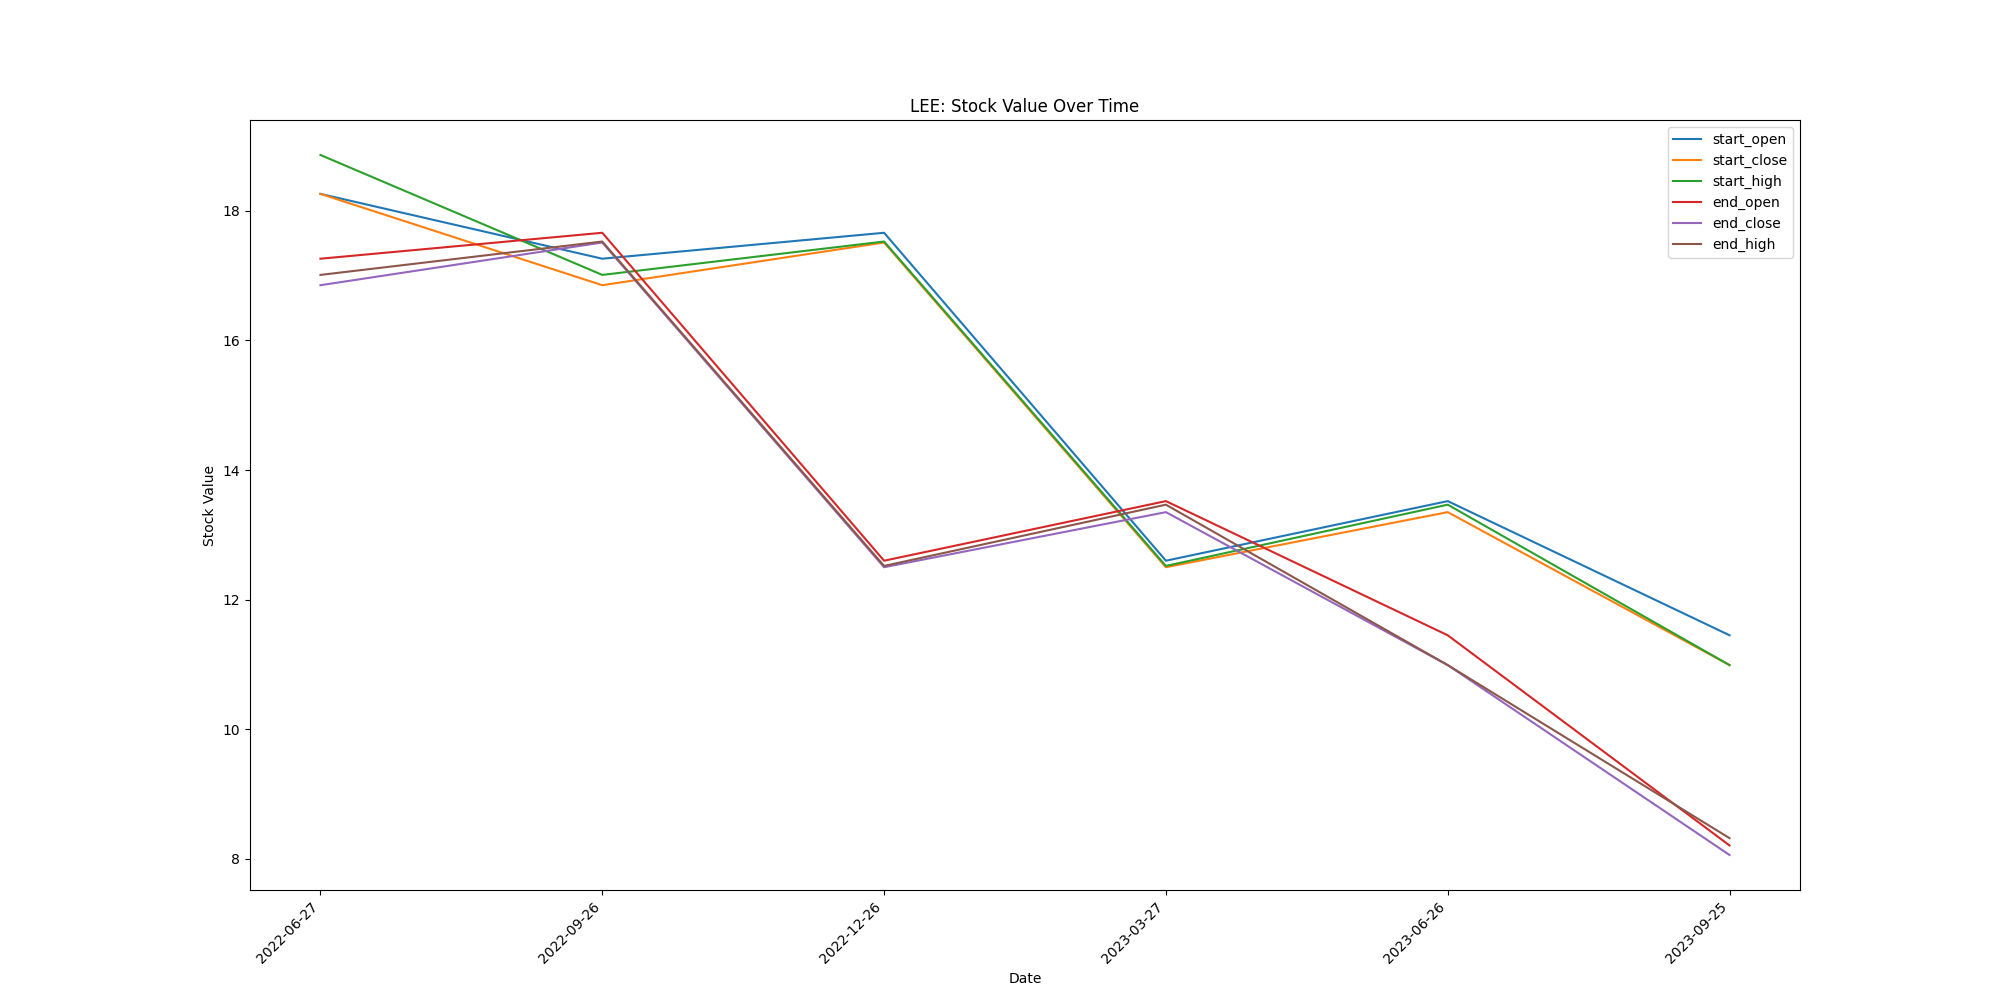 LEE: Stock Value Over Time
start_open
start_close
start_high
end_open
end_close
end_high
Stock Value
18
16
14
12
10
8
2022-06-27
2022-09-26
2022-12-26
2023-03-27
2023-06-26
2023-09-25
Date